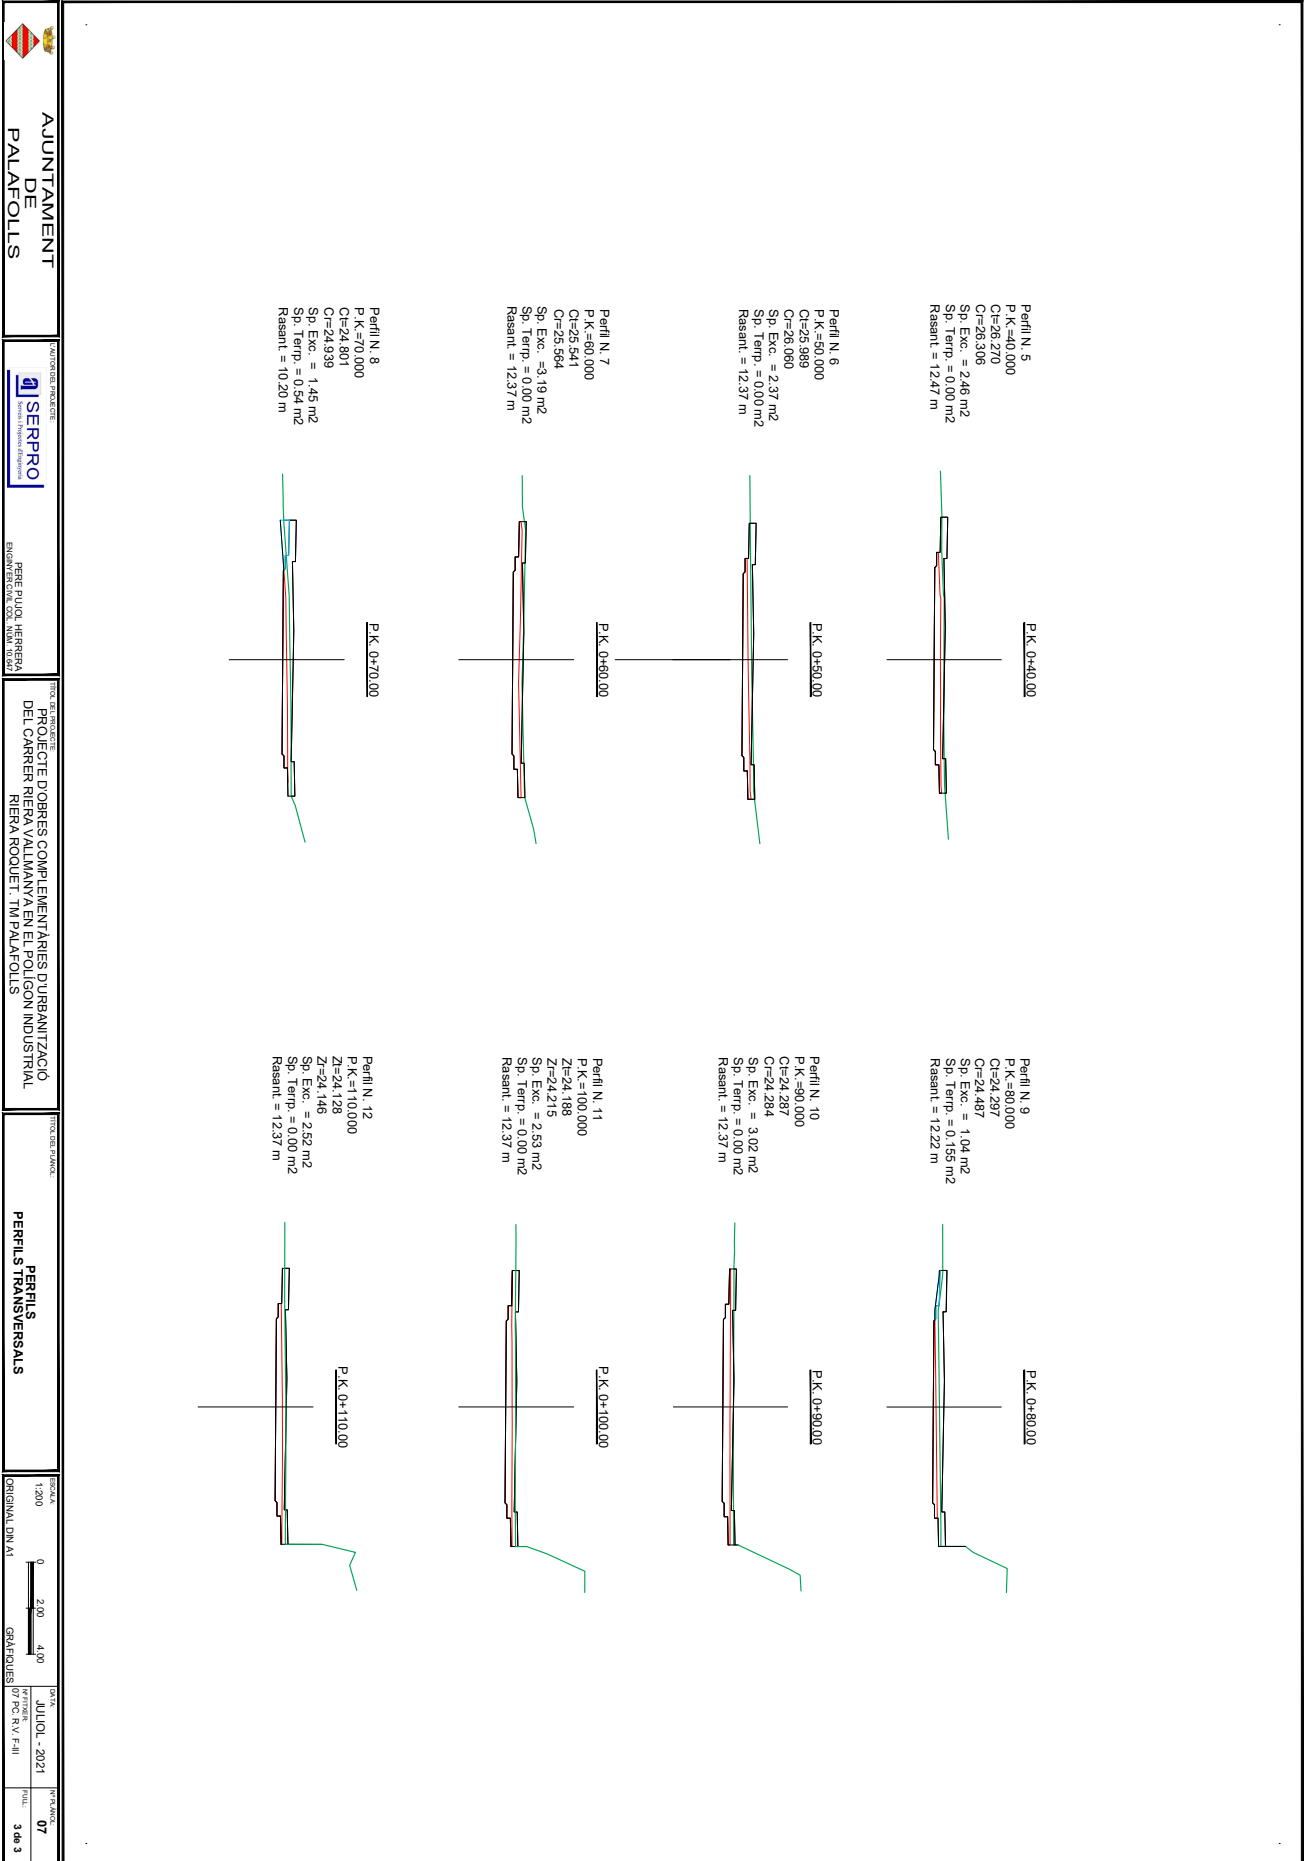 Perfil N. 5
P.K.=40.000
Ct=26.270
Cr=26.306
Sp. Exc. = 2.46 m2
Sp. Terrp. = 0.00 m2
Rasant. = 12.47 m
P.K. 0+40.00
Perfil N. 6
P.K.=50.000
Ct=25.989
Cr=26.060
Sp. Exc. = 2.37 m2
Sp. Terrp. = 0.00 m2
Rasant. = 12.37 m
P.K. 0+50.00
Perfil N. 7
P.K.=60.000
Ct=25.541
Cr=25.564
Sp. Exc. =3.19 m2
Sp. Terrp. = 0.00 m2
Rasant. = 12.37 m
P.K. 0+60.00
Perfil N. 8
P.K.=70.000
Ct=24.801
Cr=24.939
Sp. Exc. = 1.45 m2
Sp. Terrp. = 0.54 m2
Rasant. = 10.20 m
P.K. 0+70.00
Perfil N. 9
P.K.=80.000
Ct=24.297
Cr=24.487
Sp. Exc. = 1.04 m2
Sp. Terrp. = 0.155 m2
Rasant. = 12.22 m
P.K. 0+80.00
Perfil N. 10
P.K.=90.000
Ct=24.287
Cr=24.284
Sp. Exc. = 3.02 m2
Sp. Terrp. = 0.00 m2
Rasant. = 12.37 m
P.K. 0+90.00
Perfil N. 11
P.K.=100.000
Zt=24.188
Zr=24.215
Sp. Exc. = 2.53 m2
Sp. Terrp. = 0.00 m2
Rasant. = 12.37 m
P.K. 0+100.00
Perfil N. 12
P.K.=110.000
Zt=24.128
Zr=24.146
Sp. Exc. = 2.52 m2
Sp. Terrp. = 0.00 m2
Rasant. = 12.37 m
P.K. 0+110.00
AJUNTAMENT
DE
PALAFOLLS
L'AUTOR DEL PROJECTE:
SERPRO
Serveis i Projectes d'Enginyeria
PERE PUJOL HERRERA
ENGINYER CIVIL COL. NÚM. 10.647
TÍTOL DEL PROJECTE:
PROJECTE D'OBRES COMPLEMENTÀRIES D'URBANITZACIÓ
DEL CARRER RIERA VALLMANYA EN EL POLÍGON INDUSTRIAL
RIERA ROQUET. TM PALAFOLLS
TÍTOL DEL PLÀNOL:
PERFILS
PERFILS TRANSVERSALS
ESCALA:
1:200
ORIGINAL DIN A1
0 2.00 4.00
GRÀFIQUES
DATA:
JULIOL - 2021
Nº FITXER:
07 PC. R.V. F-III
Nº PLÀNOL:
07
FULL:
3 de 3